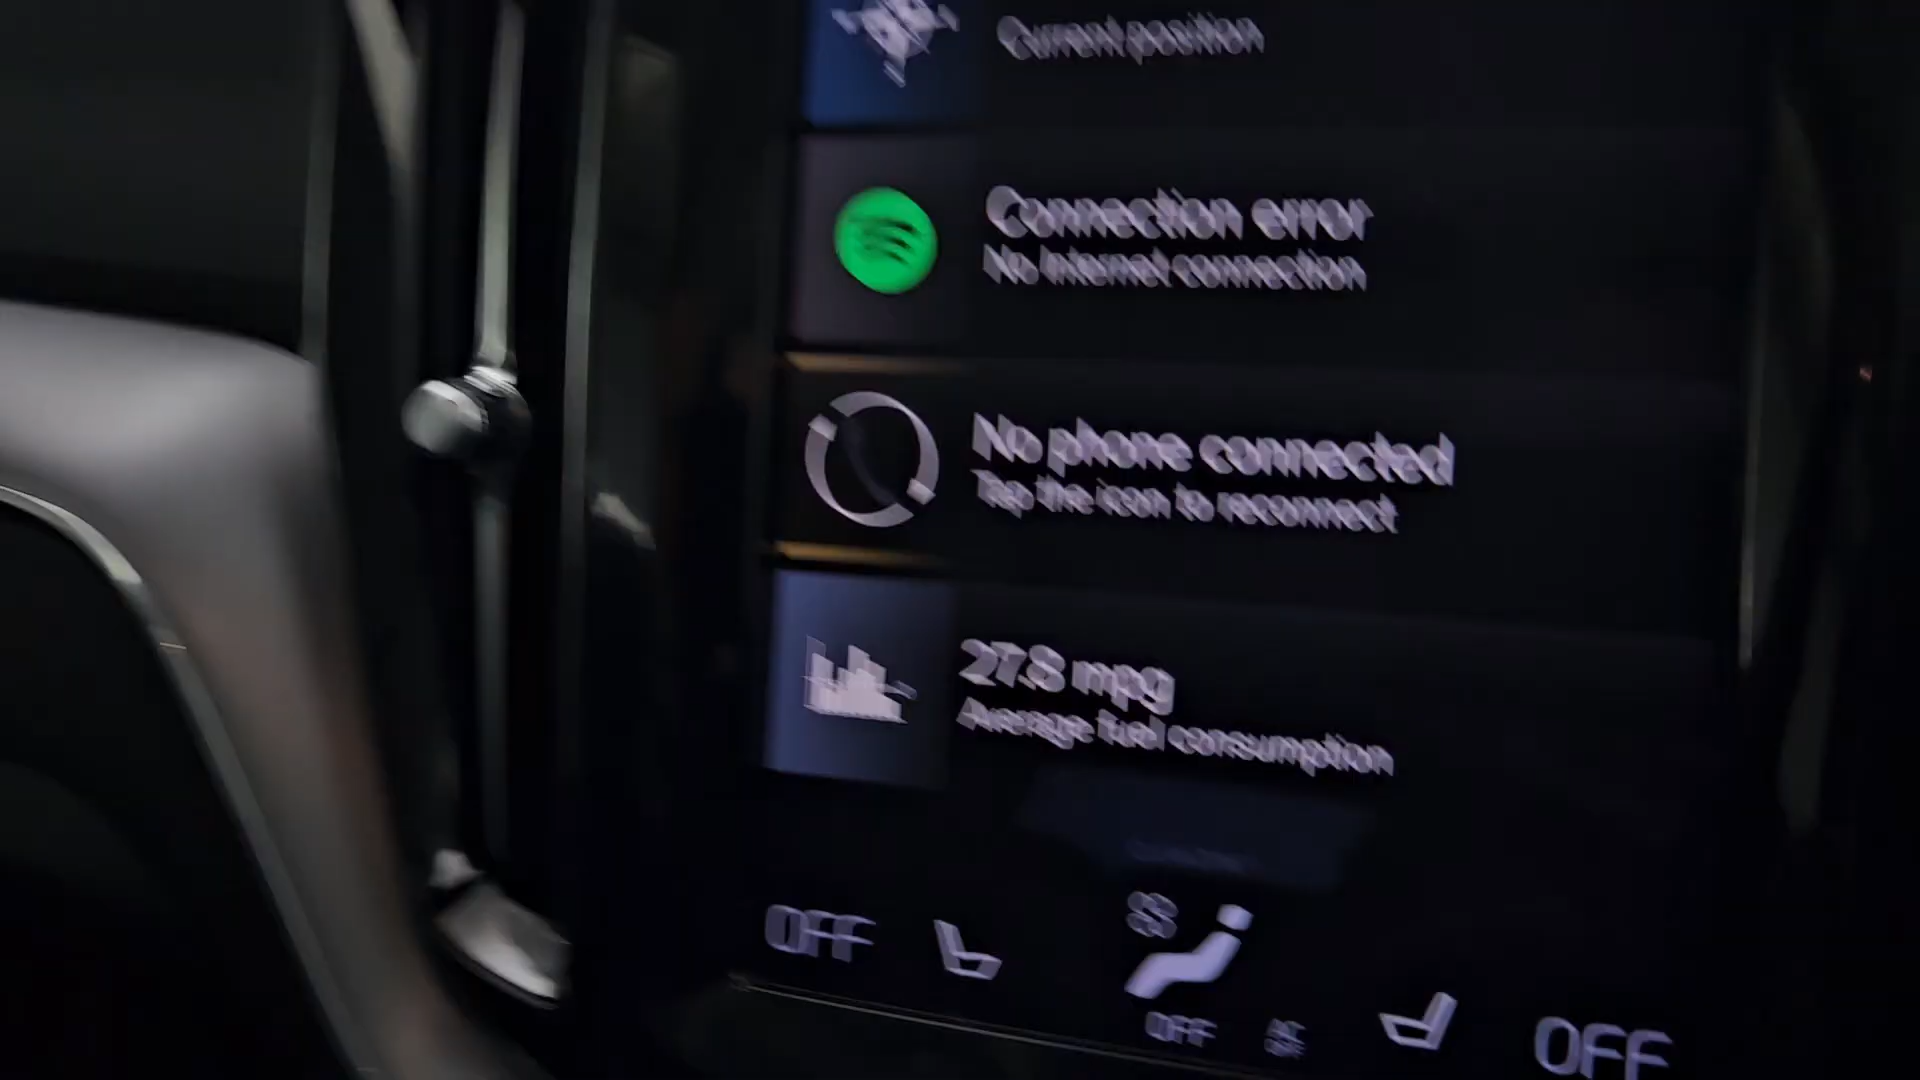 Current position
Connection error
No Internet connection
No phone connected
Tap the icon to reconnect
27.8 mpg
Average fuel consumption
OFF
OFF
OFF